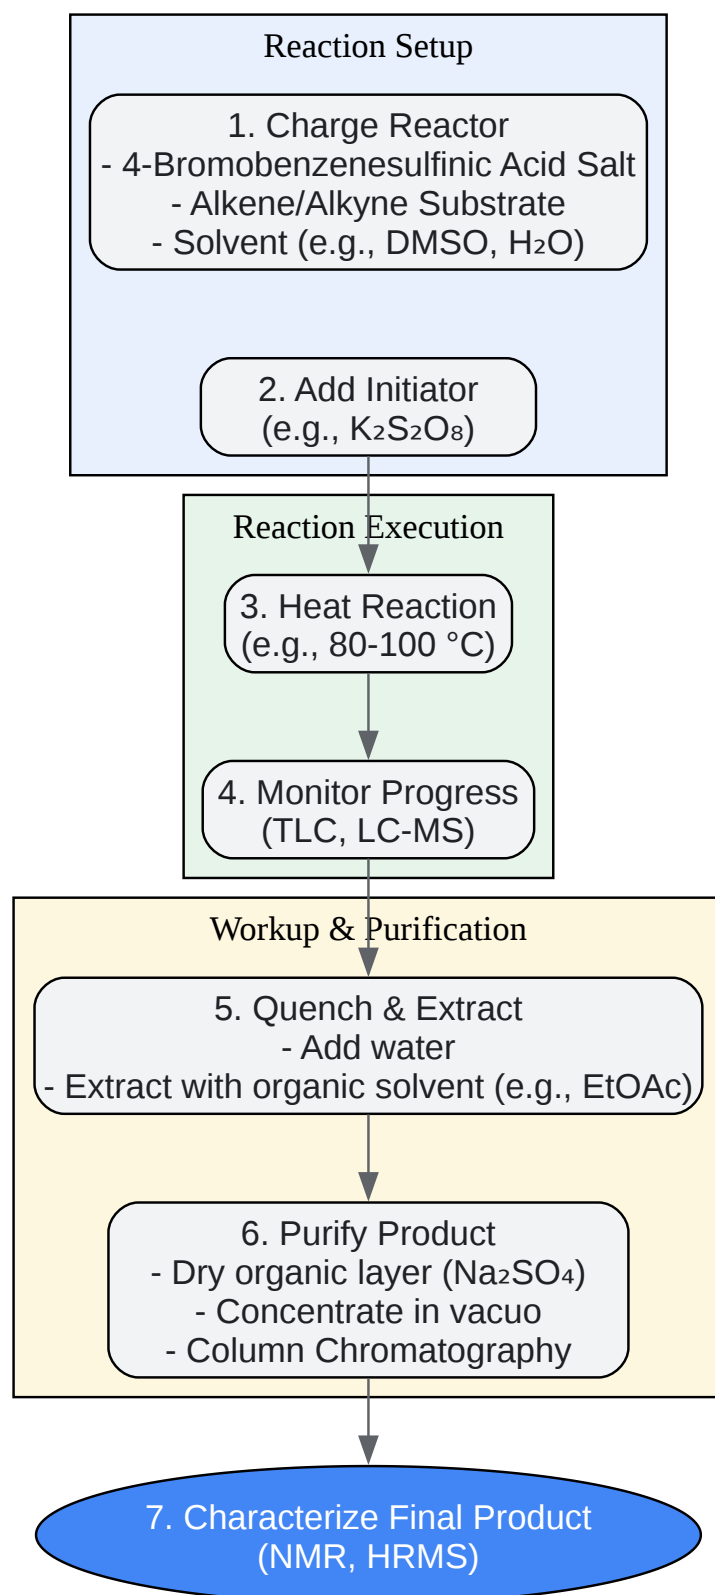 Reaction Setup
1. Charge Reactor
- 4-Bromobenzenesulfinic Acid Salt
- Alkene/Alkyne Substrate
- Solvent (e.g., DMSO, H₂O)
2. Add Initiator
(e.g., K₂S₂O₈)
Reaction Execution
3. Heat Reaction
(e.g., 80-100 °C)
4. Monitor Progress
(TLC, LC-MS)
Workup & Purification
5. Quench & Extract
- Add water
- Extract with organic solvent (e.g., EtOAc)
6. Purify Product
- Dry organic layer (Na₂SO₄)
- Concentrate in vacuo
- Column Chromatography
7. Characterize Final Product
(NMR, HRMS)